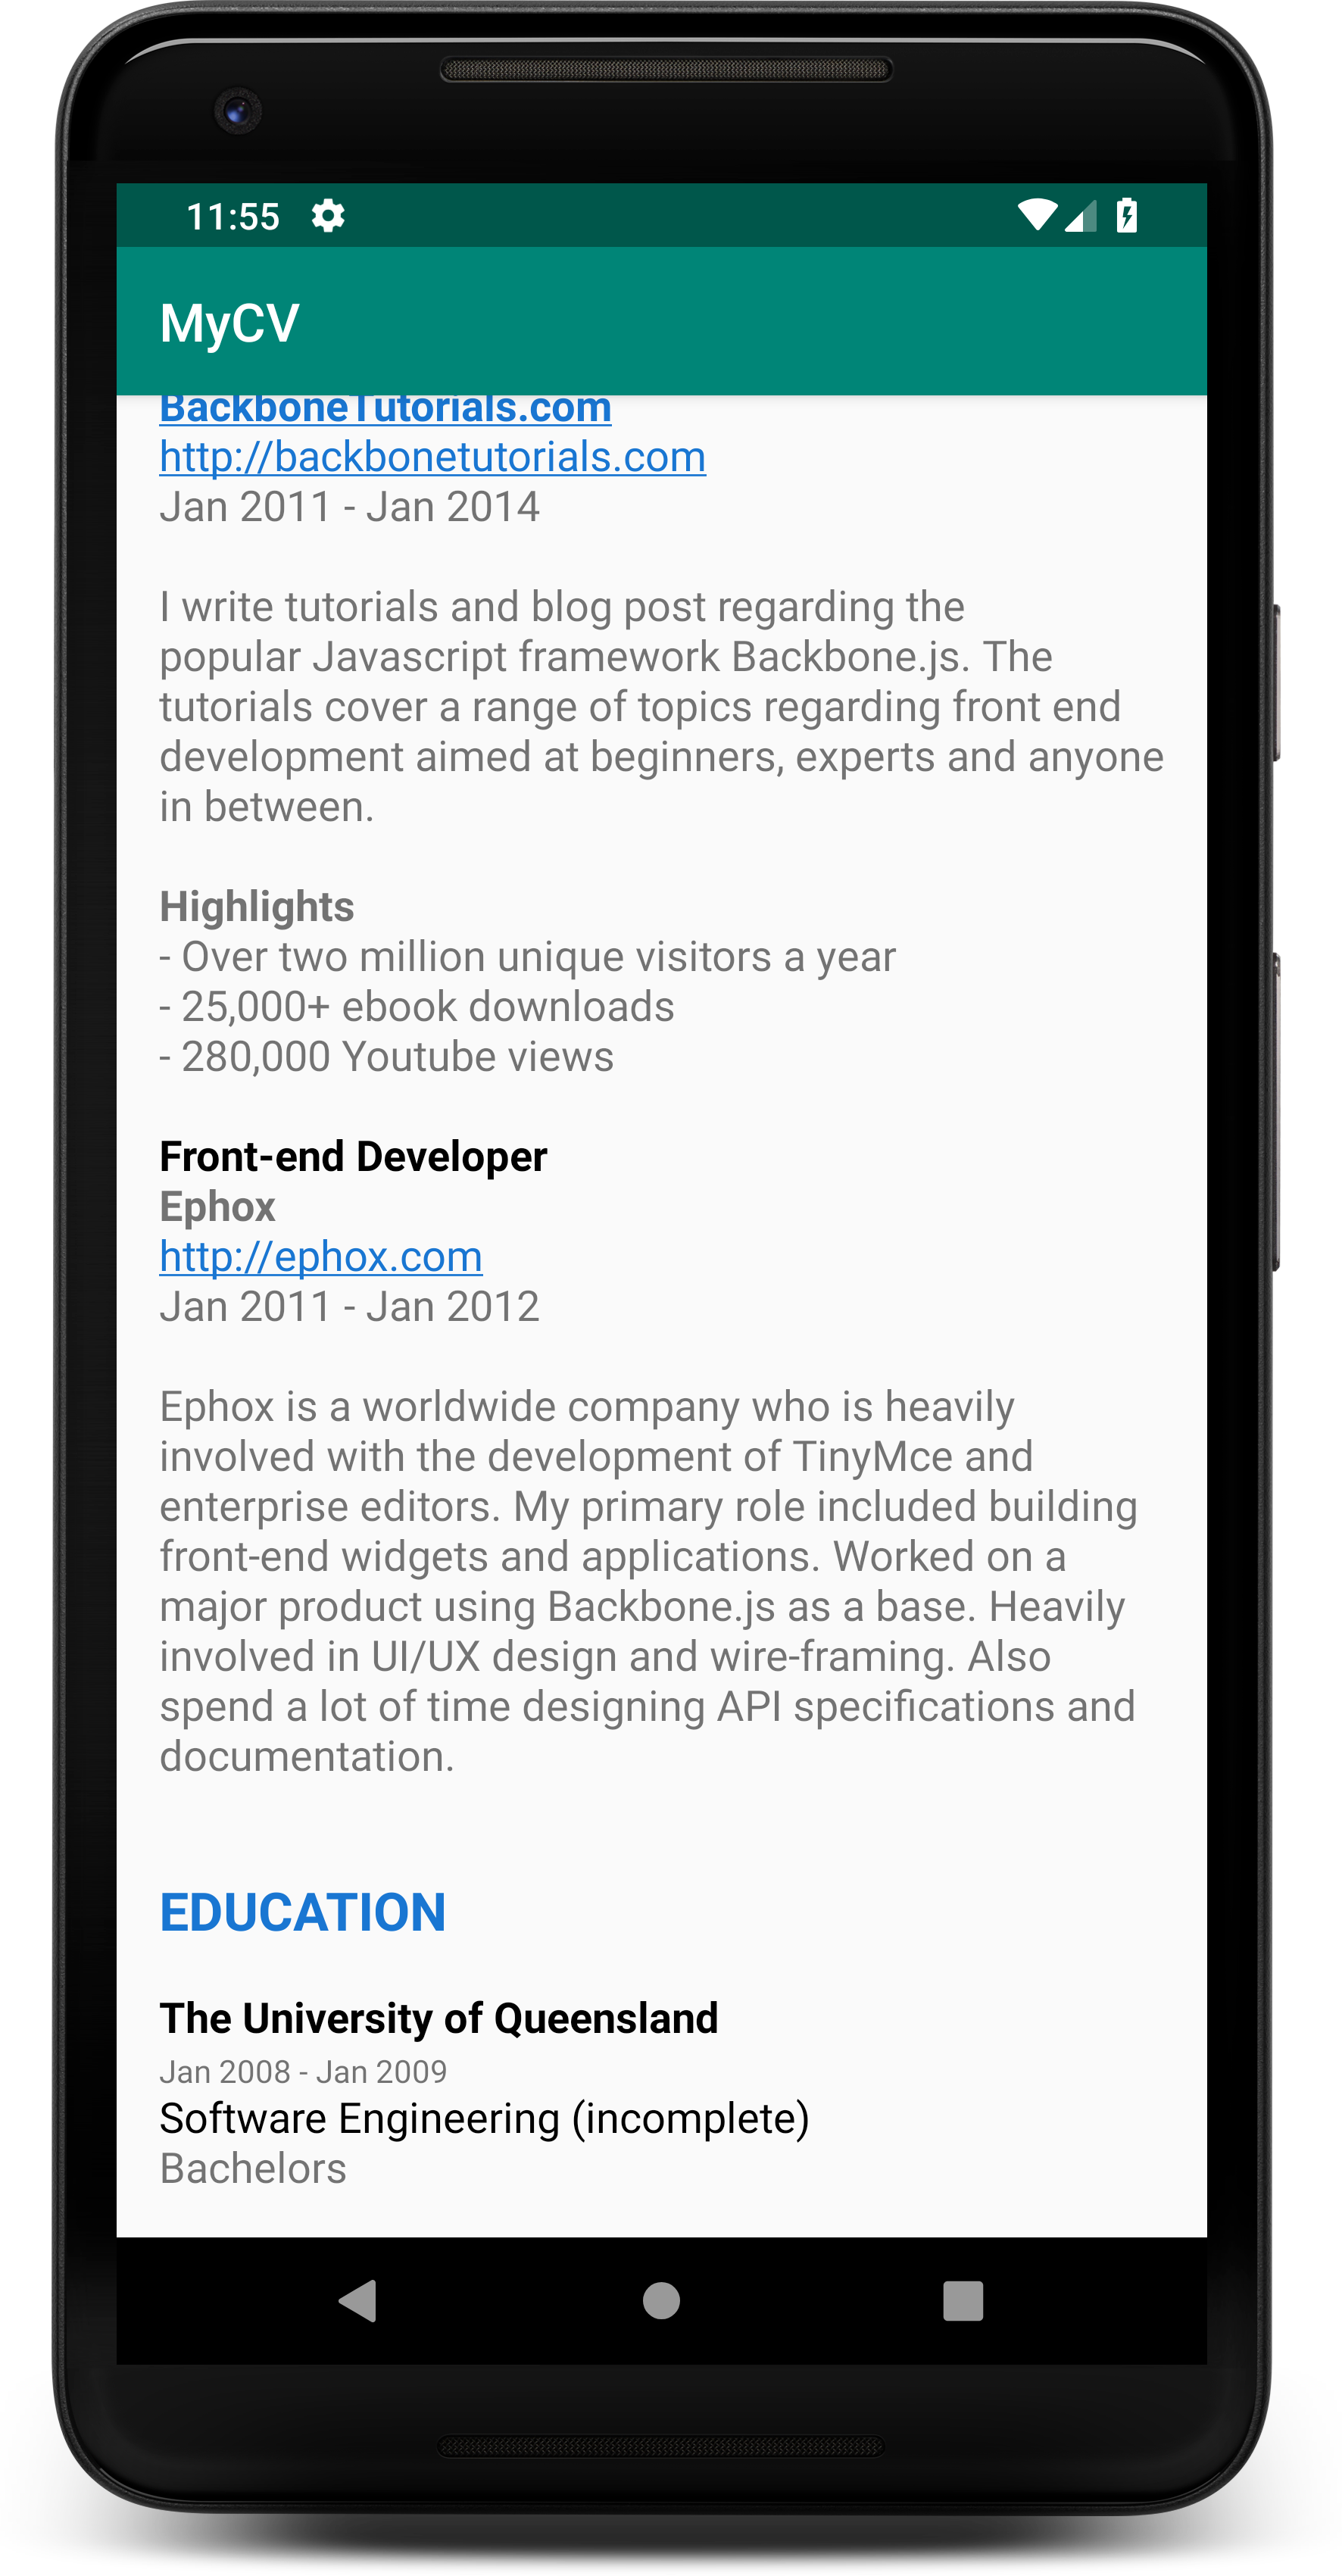 11:55
MyCV
BackboneTutorials.com
http://backbonetutorials.com
Jan 2011 - Jan 2014
I write tutorials and blog post regarding the
popular Javascript framework Backbone.js. The
tutorials cover a range of topics regarding front end
development aimed at beginners, experts and anyone
in between.
Highlights
- Over two million unique visitors a year
- 25,000+ ebook downloads
- 280,000 Youtube views
Front-end Developer
Ephox
http://ephox.com
Jan 2011 - Jan 2012
Ephox is a worldwide company who is heavily
involved with the development of TinyMce and
enterprise editors. My primary role included building
front-end widgets and applications. Worked on a
major product using Backbone.js as a base. Heavily
involved in UI/UX design and wire-framing. Also
spend a lot of time designing API specifications and
documentation.
EDUCATION
The University of Queensland
Jan 2008 - Jan 2009
Software Engineering (incomplete)
Bachelors